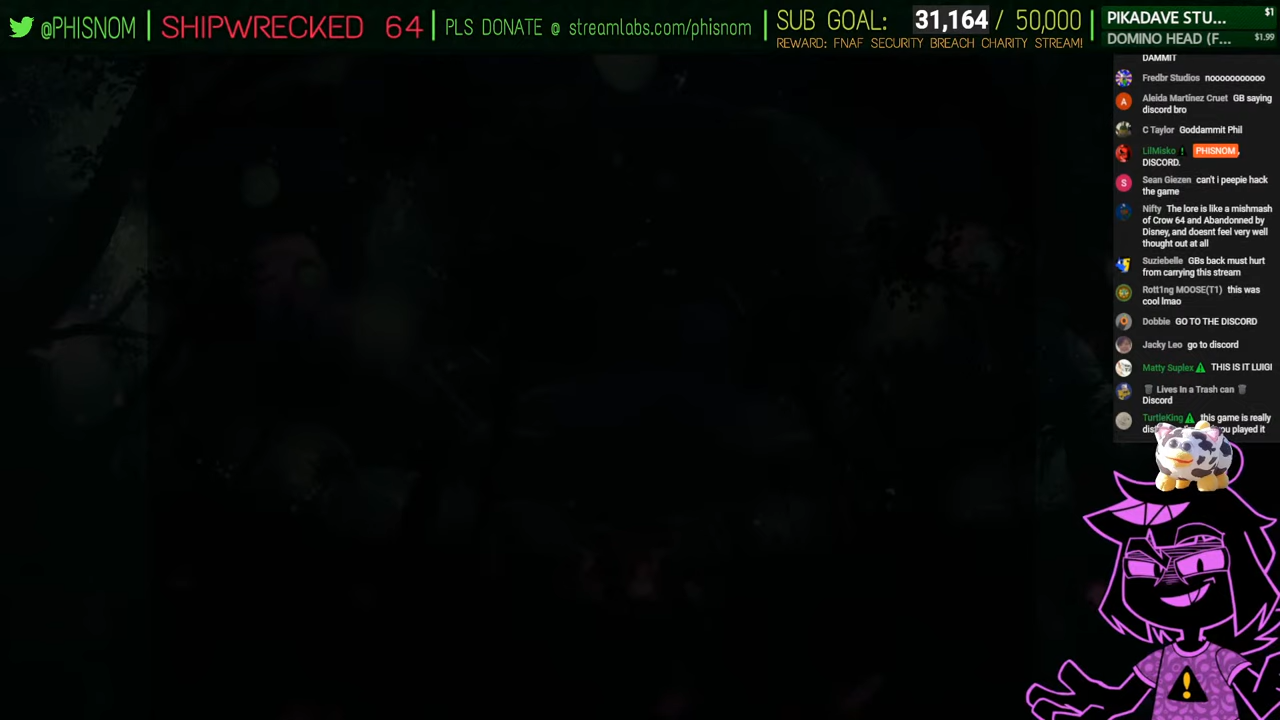 @PHISNOM | SHIPWRECKED 64 | PLS DONATE @ streamlabs.com/phisnom | SUB GOAL: 31,164 / 50,000
REWARD: FNAF SECURITY BREACH CHARITY STREAM!
PIKADAVE STU... $1
DOMINO HEAD (F... $1.99
DAMMIT
Fredbr Studios nooooooooooo
A Aleida Martínez Cruet GB saying
discord bro
C Taylor Goddammit Phil
LilMisko PHISNOM,
DISCORD.
S Sean Giezen can't i peepie hack
the game
Nifty The lore is like a mishmash
of Crow 64 and Abandonned by
Disney, and doesnt feel very well
thought out at all
Suziebelle GBs back must hurt
from carrying this stream
Rott1ng MOOSE(T1) this was
cool lmao
Dobbie GO TO THE DISCORD
Jacky Leo go to discord
Matty Suplex THIS IS IT LUIGI
Lives In a Trash can
Discord
TurtleKing this game is really
you played it